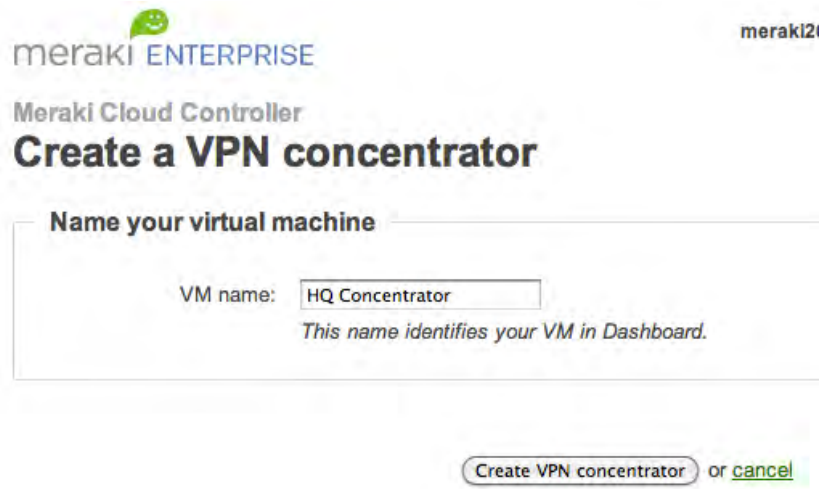 meraki ENTERPRISE
Meraki Cloud Controller
Create a VPN concentrator
Name your virtual machine
VM name: HQ Concentrator
This name identifies your VM in Dashboard.
Create VPN concentrator or cancel